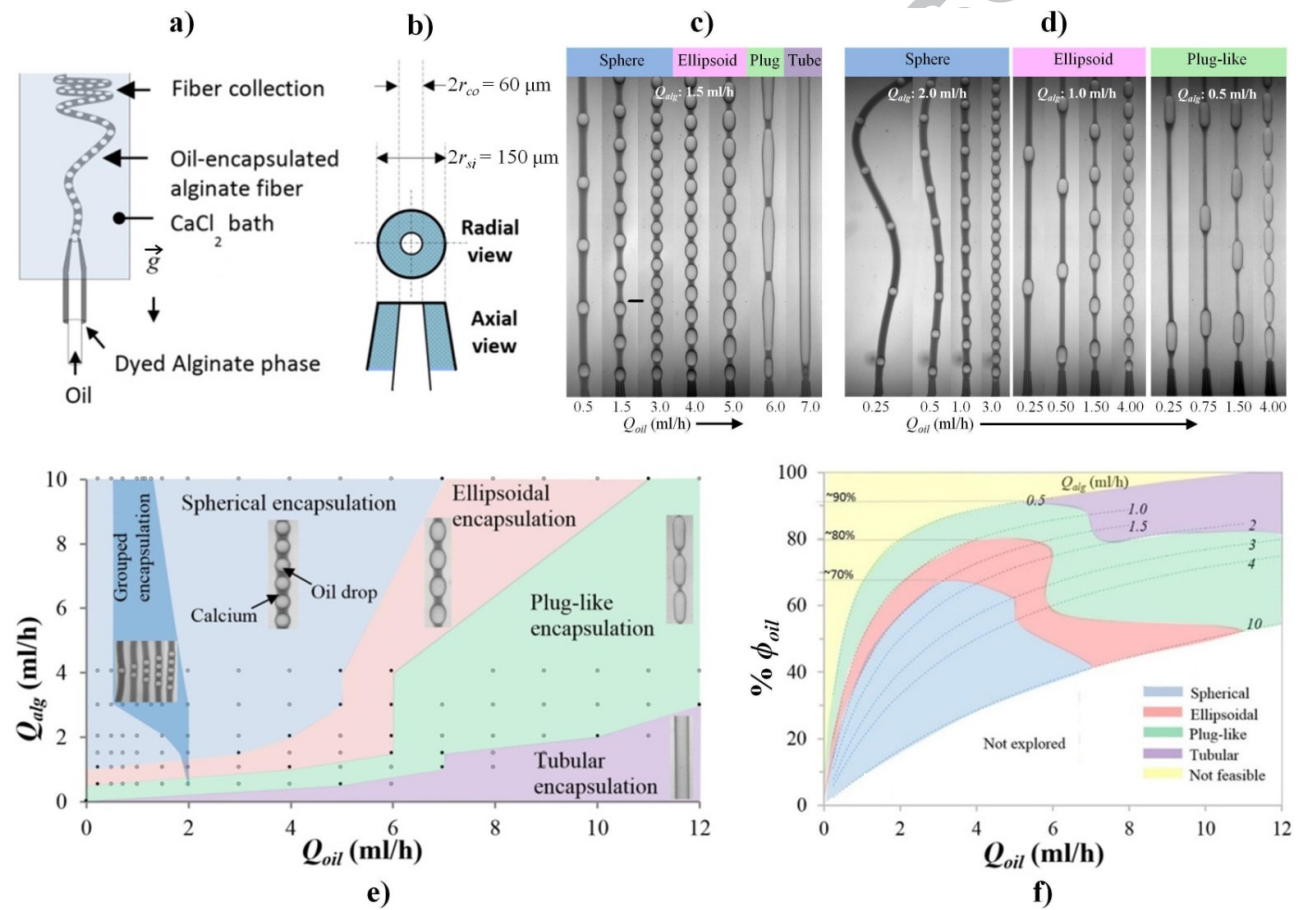 a)
Fiber collection
Oil-encapsulated
alginate fiber
CaCl2 bath
g
Dyed Alginate phase
Oil
b)
2rco = 60 μm
2rsi = 150 μm
Radial
view
Axial
view
c)
Sphere Ellipsoid Plug Tube
Qalg: 1.5 ml/h
0.5 1.5 3.0 4.0 5.0 6.0 7.0
Qoil (ml/h)
d)
Sphere Ellipsoid Plug-like
Qalg: 2.0 ml/h Qalg: 1.0 ml/h Qalg: 0.5 ml/h
0.25 0.5 1.0 3.0 0.25 0.50 1.50 4.00 0.25 0.75 1.50 4.00
Qoil (ml/h)
10
8
6
4
2
0
Qalg (ml/h)
Grouped
encapsulation
Spherical encapsulation
Oil drop
Calcium
Ellipsoidal
encapsulation
Plug-like
encapsulation
Tubular
encapsulation
0 2 4 6 8 10 12
Qoil (ml/h)
e)
100
80
60
40
20
0
% ϕoil
~90%
~80%
~70%
Qalg (ml/h)
0.5
1.0
1.5
2
3
4
10
Not explored
Spherical
Ellipsoidal
Plug-like
Tubular
Not feasible
0 2 4 6 8 10 12
Qoil (ml/h)
f)